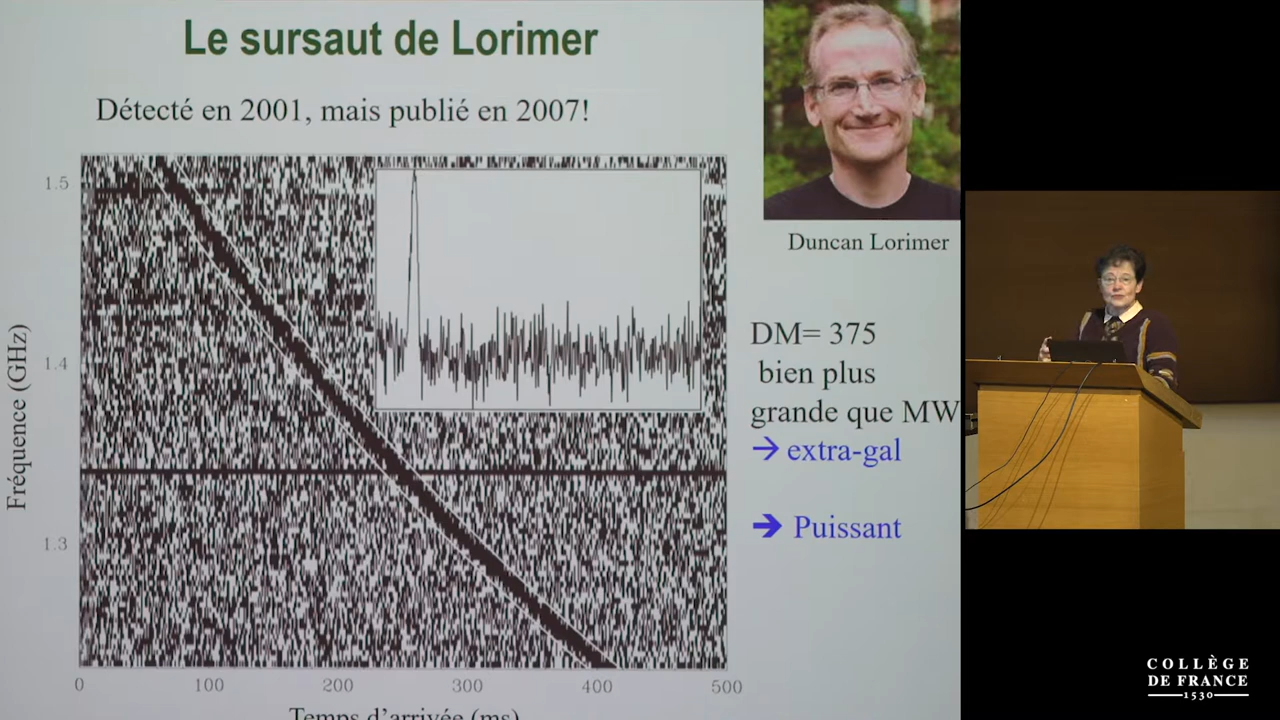 Le sursaut de Lorimer
Détecté en 2001, mais publié en 2007!
Duncan Lorimer
DM= 375
bien plus
grande que MW
→ extra-gal
→ Puissant
Fréquence (GHz)
1.5
1.4
1.3
0 100 200 300 400 500
Temps d'arrivée (ms)
COLLÈGE
DE FRANCE
1530